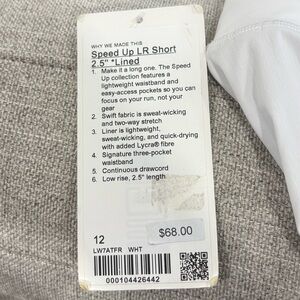 WHY WE MADE THIS
Speed Up LR Short
2.5" *Lined
1. Make it a long one. The Speed
Up collection features a
lightweight waistband and
easy-access pockets so you can
focus on your run, not your
gear
2. Swift fabric is sweat-wicking
and two-way stretch
3. Liner is lightweight,
sweat-wicking, and quick-drying
with added Lycra® fibre
4. Signature three-pocket
waistband
5. Continuous drawcord
6. Low rise, 2.5" length
12
$68.00
LW7ATFR WHT
000104426442